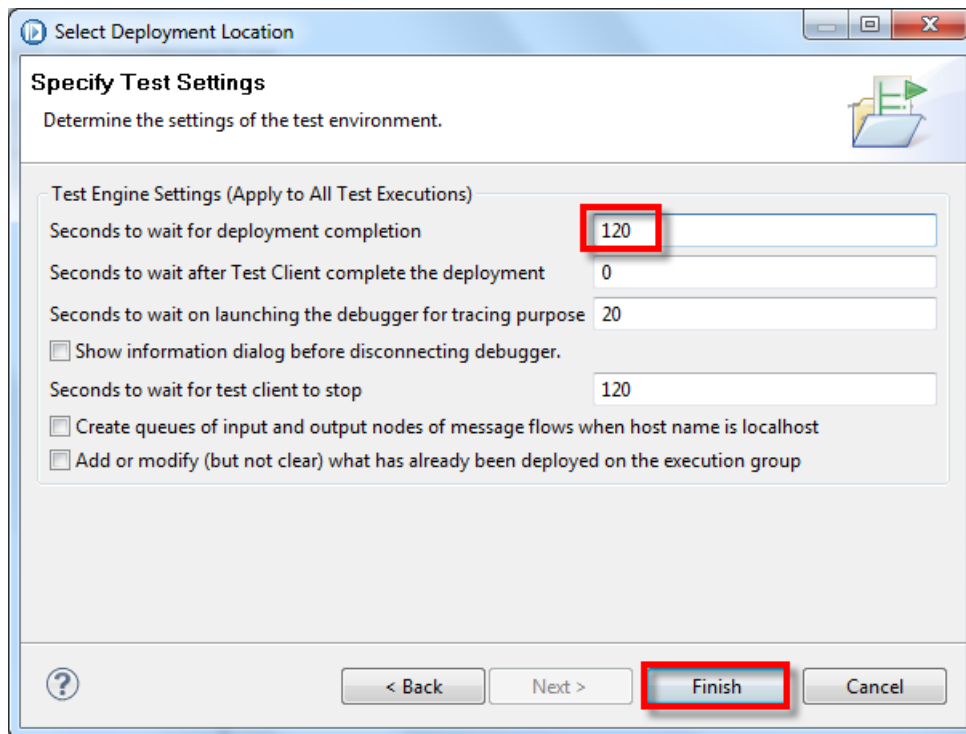 Select Deployment Location
Specify Test Settings
Determine the settings of the test environment.
Test Engine Settings (Apply to All Test Executions)
Seconds to wait for deployment completion 120
Seconds to wait after Test Client complete the deployment 0
Seconds to wait on launching the debugger for tracing purpose 20
Show information dialog before disconnecting debugger.
Seconds to wait for test client to stop 120
Create queues of input and output nodes of message flows when host name is localhost
Add or modify (but not clear) what has already been deployed on the execution group
? < Back Next > Finish Cancel